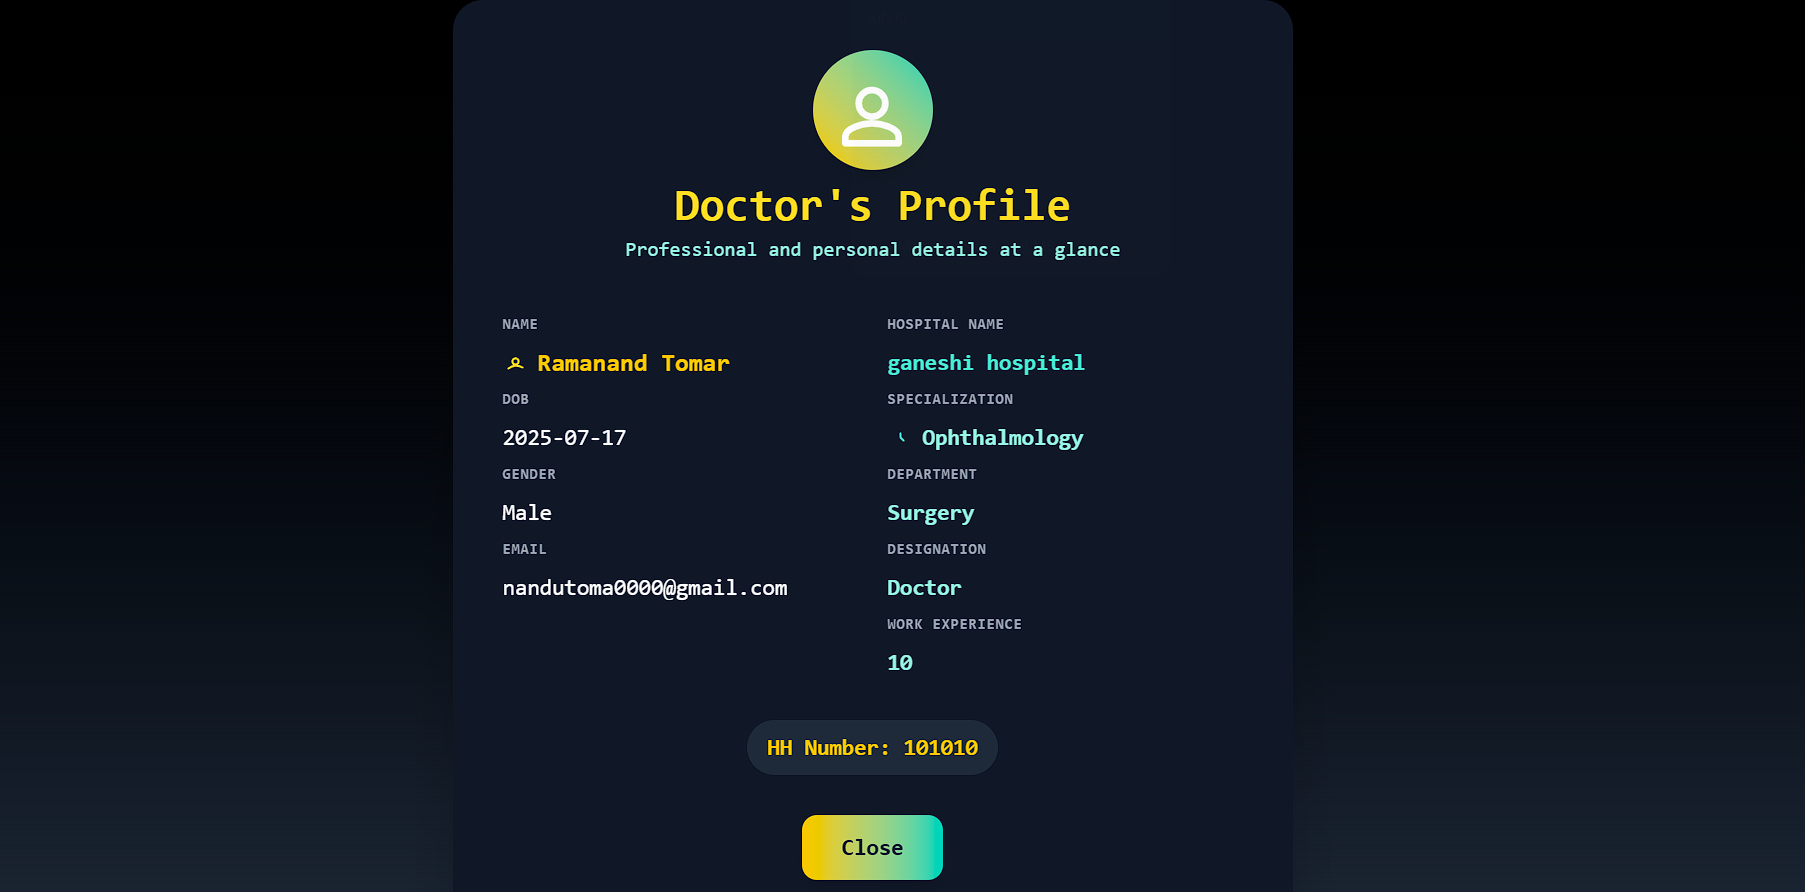 Doctor's Profile
Professional and personal details at a glance
NAME
Ramanand Tomar
DOB
2025-07-17
GENDER
Male
EMAIL
nandutoma0000@gmail.com
HOSPITAL NAME
ganeshi hospital
SPECIALIZATION
Ophthalmology
DEPARTMENT
Surgery
DESIGNATION
Doctor
WORK EXPERIENCE
10
HH Number: 101010
Close